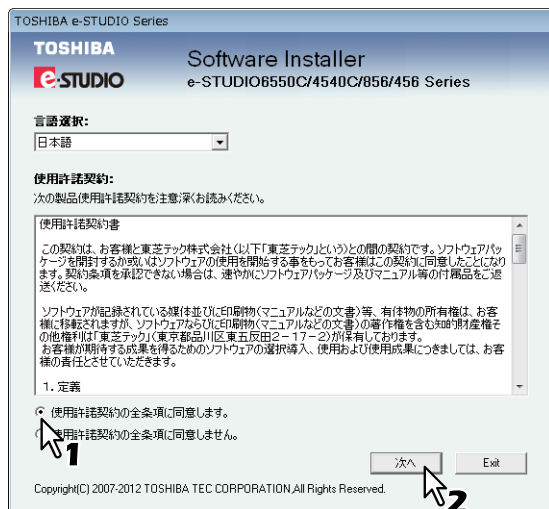 TOSHIBA e-STUDIO Series
TOSHIBA
e-STUDIO
Software Installer
e-STUDIO6550C/4540C/856/456 Series
言語選択:
日本語
使用許諾契約:
次の製品使用許諾契約を注意深くお読みください。
使用許諾契約書
この契約は、お客様と東芝テック株式会社(以下「東芝テック」という)との間の契約です。ソフトウェアパッ
ケージを開封するか或いはソフトウェアの使用を開始する事をもってお客様はこの契約に同意したことになり
ます。契約条項を承認できない場合は、速やかにソフトウェアパッケージ及びマニュアル等の付属品をご返
送ください。
ソフトウェアが記録されている媒体並びに印刷物(マニュアルなどの文書)等、有体物の所有権は、お客
様に移転されますが、ソフトウェアならびに印刷物(マニュアルなどの文書)の著作権を含む知的財産権そ
の他権利は「東芝テック」(東京都品川区東五反田2-17-2)が保有しております。
お客様が期待する成果を得るためのソフトウェアの選択導入、使用および使用成果につきましては、お客
様の責任とさせていただきます。
1. 定義
使用許諾契約の全条項に同意します。
使用許諾契約の全条項に同意しません。
1
次へ
Exit
2
Copyright(C) 2007-2012 TOSHIBA TEC CORPORATION,All Rights Reserved.